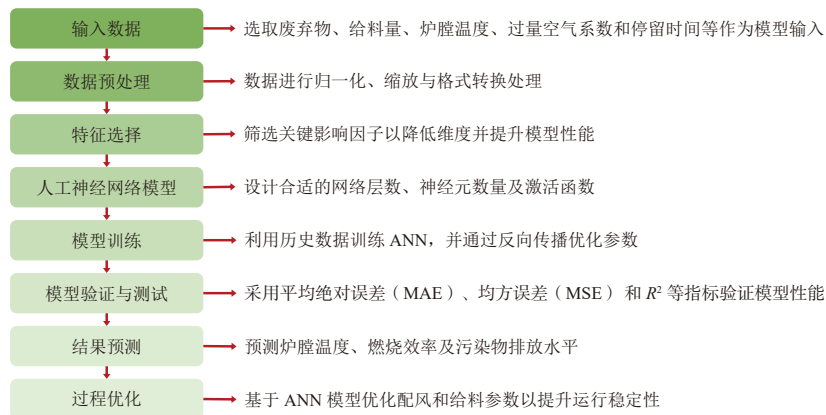 输入数据
选取废弃物、给料量、炉膛温度、过量空气系数和停留时间等作为模型输入
数据预处理
数据进行归一化、缩放与格式转换处理
特征选择
筛选关键影响因子以降低维度并提升模型性能
人工神经网络模型
设计合适的网络层数、神经元数量及激活函数
模型训练
利用历史数据训练 ANN，并通过反向传播优化参数
模型验证与测试
采用平均绝对误差（MAE）、均方误差（MSE）和 R² 等指标验证模型性能
结果预测
预测炉膛温度、燃烧效率及污染物排放水平
过程优化
基于 ANN 模型优化配风和给料参数以提升运行稳定性